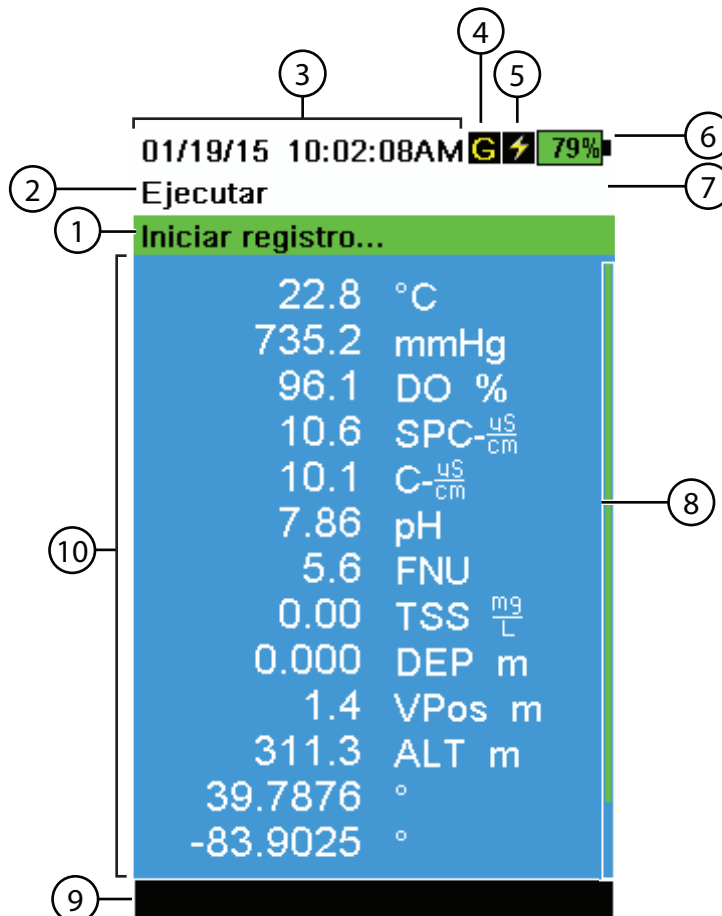 4
3
5
01/19/15 10:02:08AM G 79% 6
2 Ejecutar 7
1 Iniciar registro...
22.8 °C
735.2 mmHg
96.1 DO %
10.6 SPC-uS/cm
10.1 C-uS/cm
8
7.86 pH
10
5.6 FNU
0.00 TSS mg/L
0.000 DEP m
1.4 VPos m
311.3 ALT m
39.7876 °
-83.9025 °
9